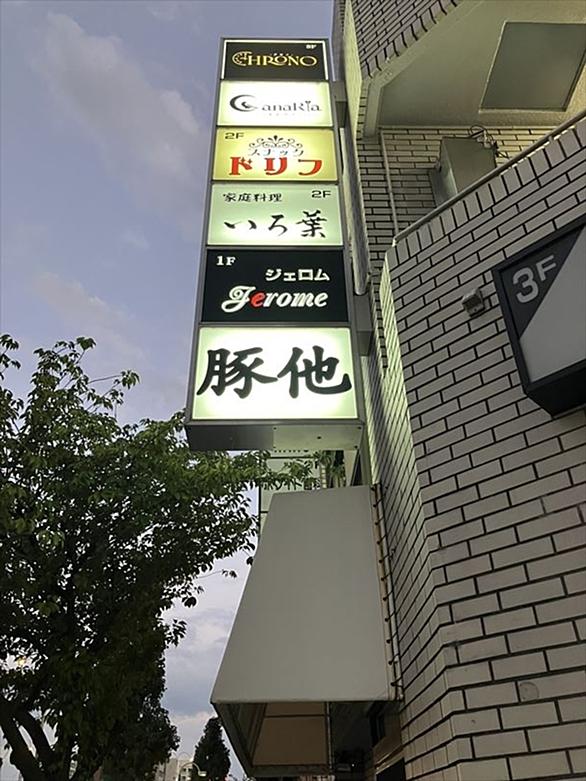 3F
CHRONO
CanaRia
2F
スナック
ドリフ
家庭料理 2F
いろ葉
1F ジェロム
Jerome
豚他
3F